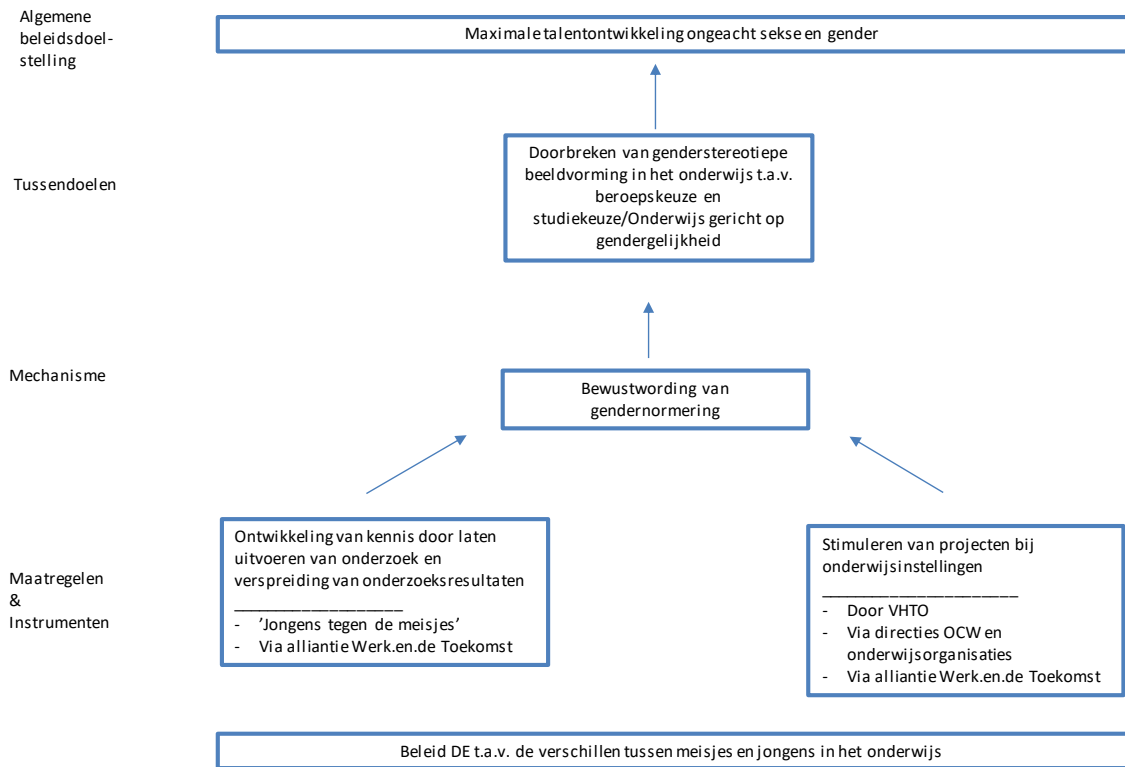 Algemene
beleidsdoel-
stelling
Maximale talentontwikkeling ongeacht sekse en gender
Tussendoelen
Doorbreken van genderstereotiepe
beeldvorming in het onderwijs t.a.v.
beroepskeuze en
studiekeuze/Onderwijs gericht op
gendergelijkheid
Mechanisme
Bewustwording van
gendernormering
Maatregelen
&
Instrumenten
Ontwikkeling van kennis door laten
uitvoeren van onderzoek en
verspreiding van onderzoeksresultaten
____________________
- ’Jongens tegen de meisjes’
- Via alliantie Werk.en.de Toekomst
Stimuleren van projecten bij
onderwijsinstellingen
_______________________
- Door VHTO
- Via directies OCW en
onderwijsorganisaties
- Via alliantie Werk.en.de Toekomst
Beleid DE t.a.v. de verschillen tussen meisjes en jongens in het onderwijs